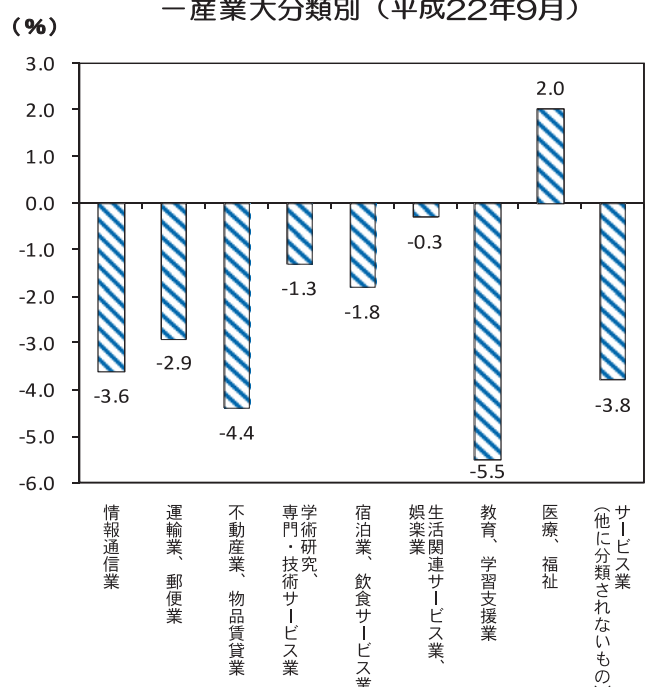 －産業大分類別（平成22年9月）
（％）
3.0
2.0
1.0
0.0
-1.0
-2.0
-3.0
-4.0
-5.0
-6.0
-3.6
-2.9
-4.4
-1.3
-1.8
-0.3
-5.5
2.0
-3.8
情報通信業
運輸業、郵便業
不動産業、物品賃貸業
学術研究、
専門・技術サービス業
宿泊業、飲食サービス業
生活関連サービス業、
娯楽業
教育、学習支援業
医療、福祉
サービス業
（他に分類されないもの）